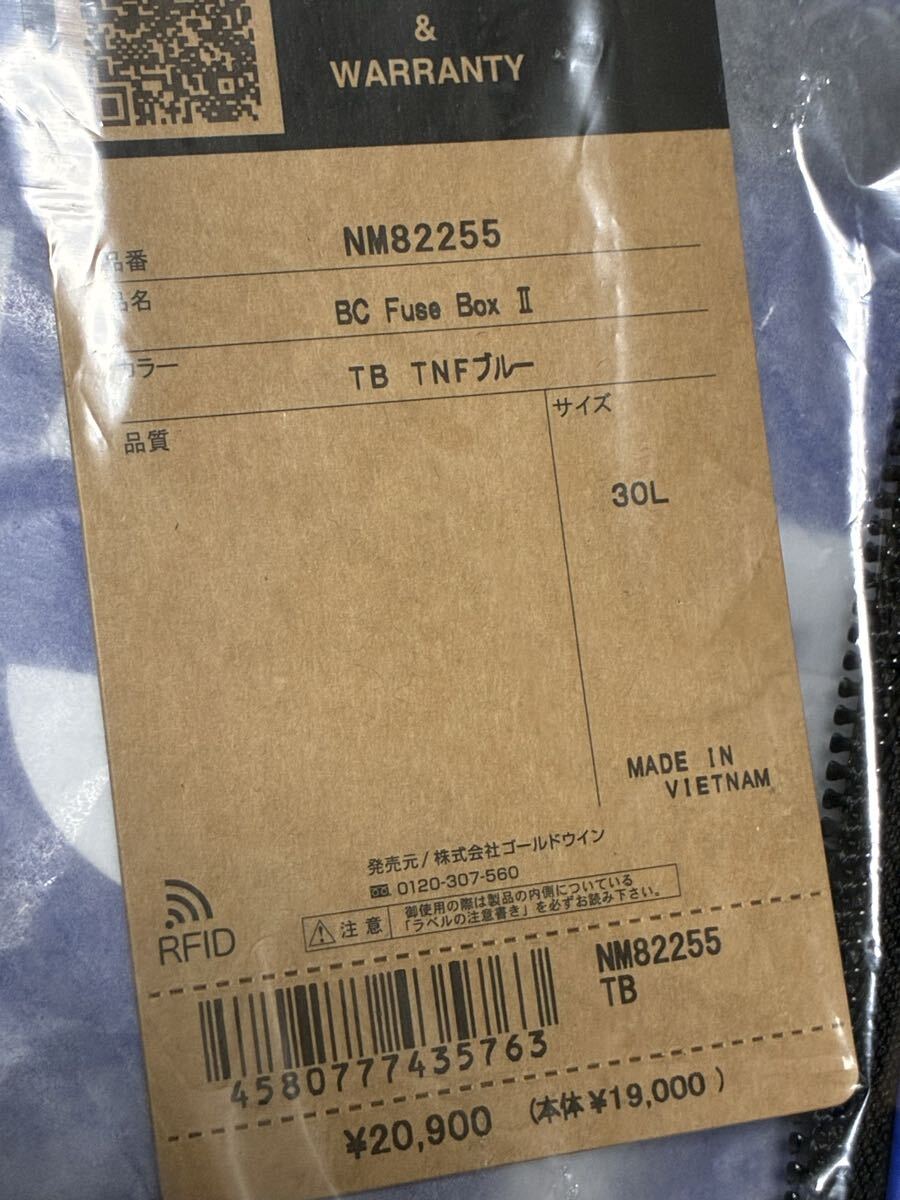 &
WARRANTY
品番 NM82255
品名 BC Fuse Box Ⅱ
カラー TB TNFブルー
品質
サイズ
30L
MADE IN
VIETNAM
発売元/株式会社ゴールドウイン
0120-307-560
注意
御使用の際は製品の内側についている
「ラベルの注意書き」を必ずお読み下さい。
RFID
NM82255
TB
4580777435763
¥20,900 (本体¥19,000)